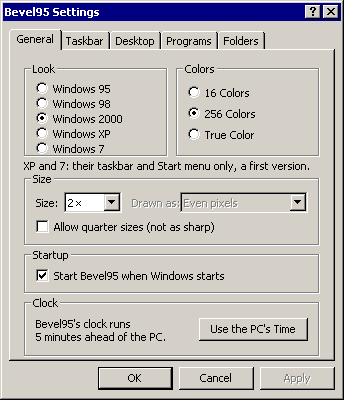 Bevel95 Settings
General Taskbar Desktop Programs Folders
Look
Windows 95
Windows 98
Windows 2000
Windows XP
Windows 7
Colors
16 Colors
256 Colors
True Color
XP and 7: their taskbar and Start menu only, a first version.
Size
Size: 2× Drawn as: Even pixels
Allow quarter sizes (not as sharp)
Startup
Start Bevel95 when Windows starts
Clock
Bevel95's clock runs
5 minutes ahead of the PC.
Use the PC's Time
OK Cancel Apply